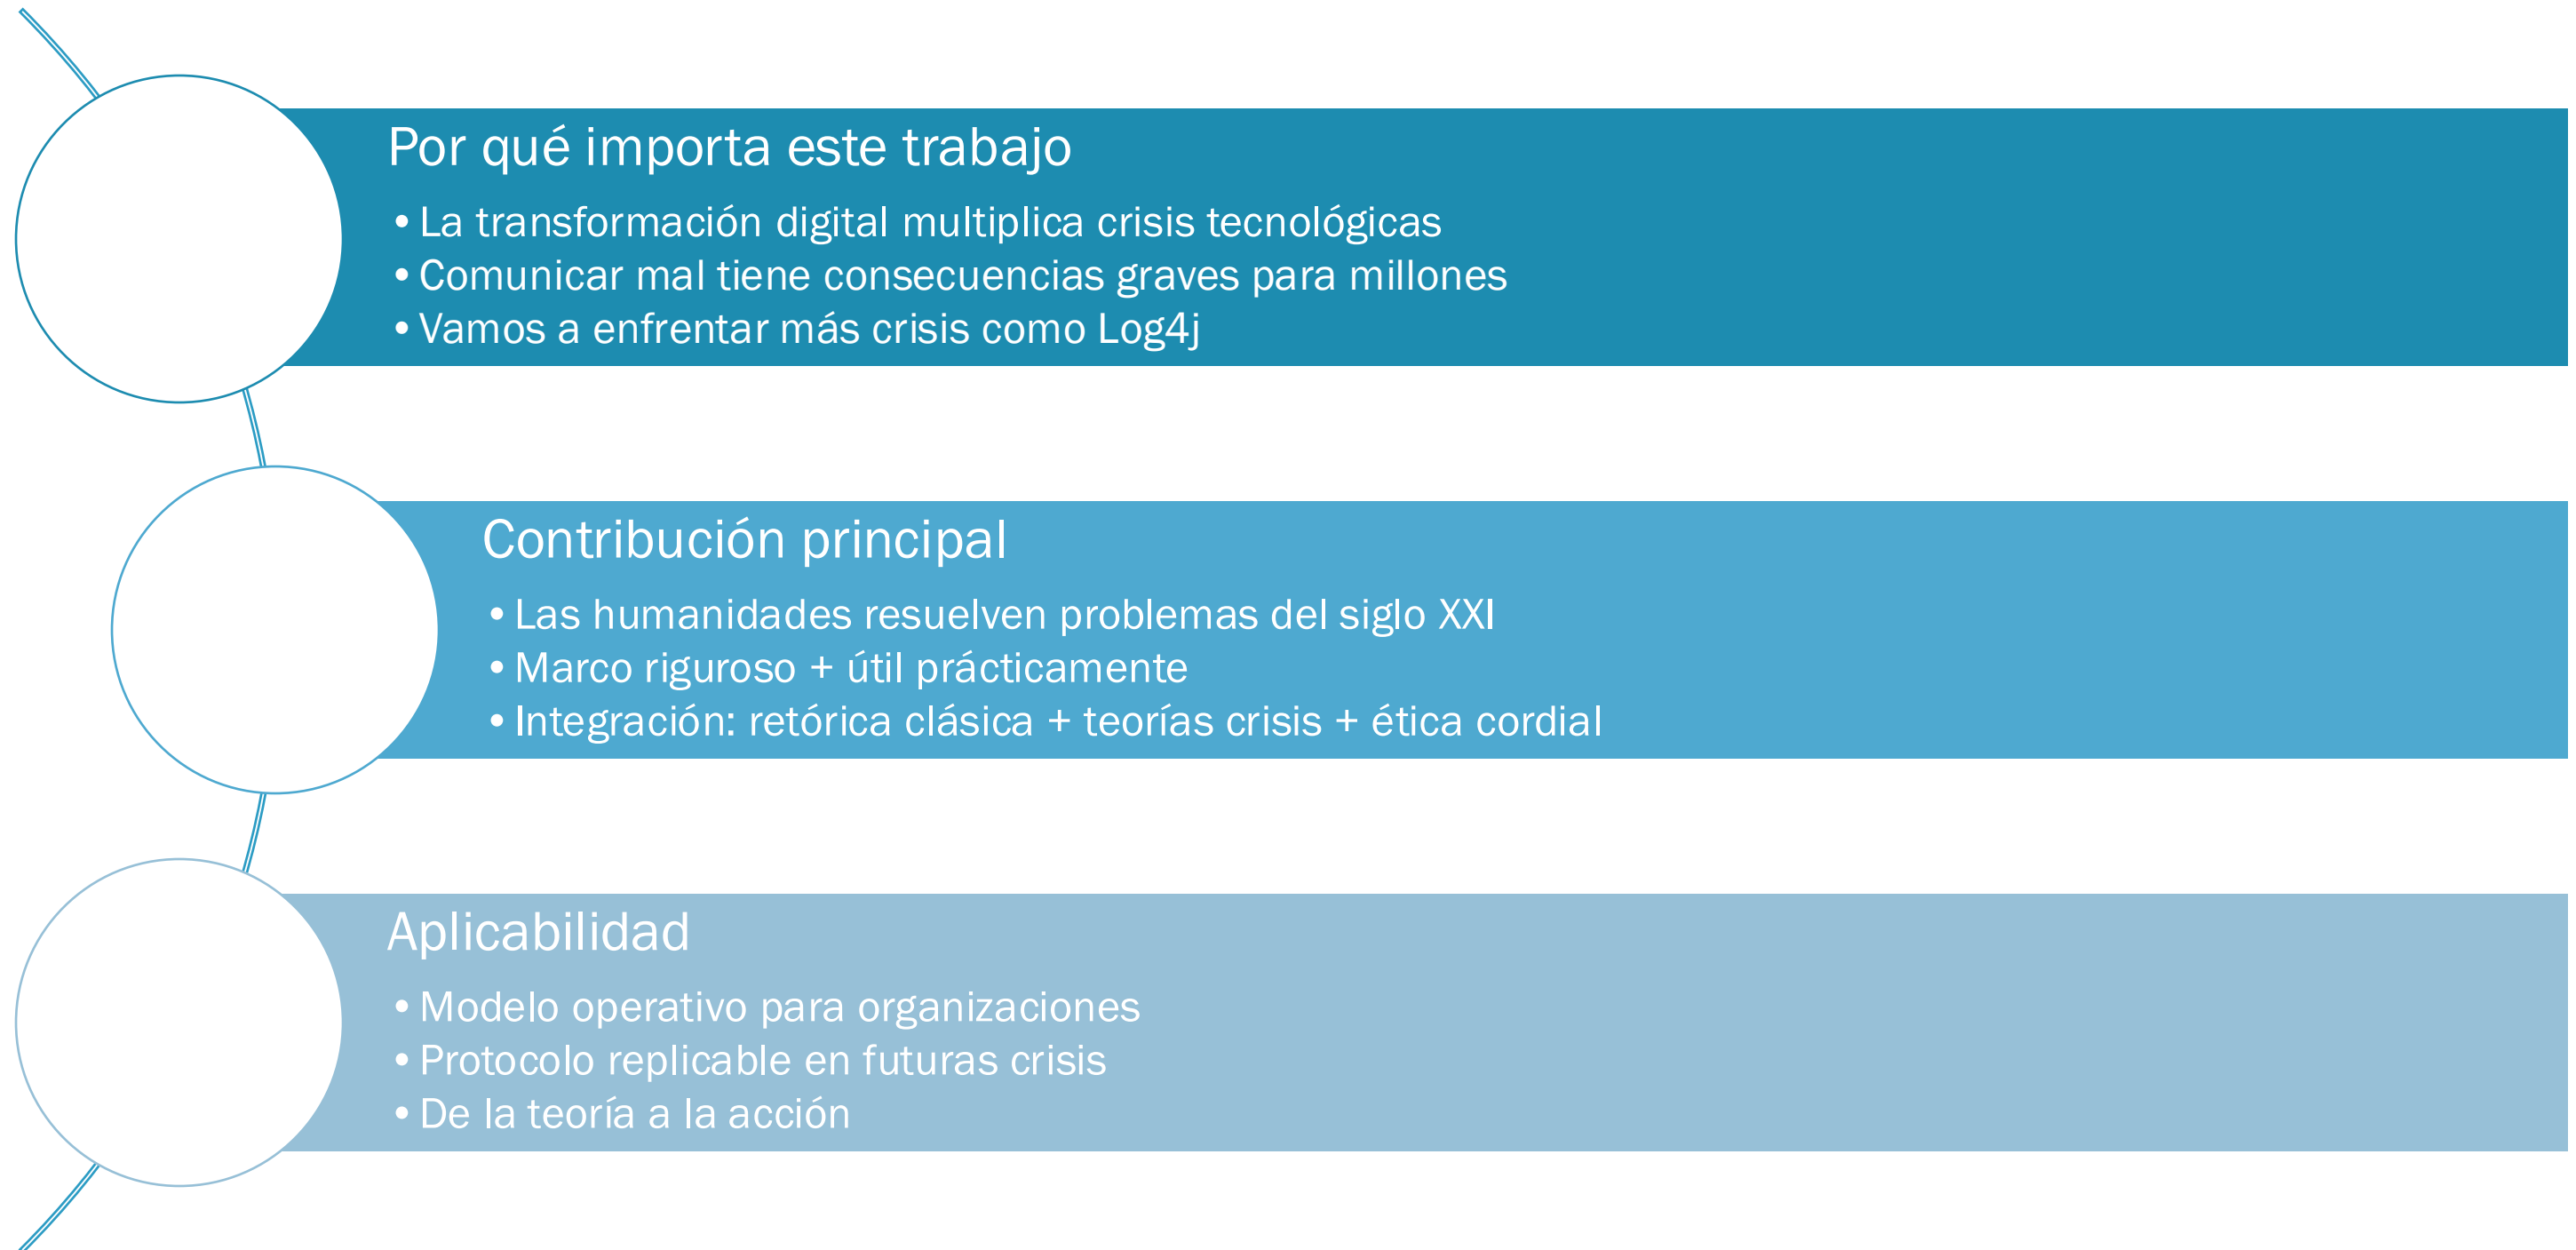 Por qué importa este trabajo
•La transformación digital multiplica crisis tecnológicas
•Comunicar mal tiene consecuencias graves para millones
•Vamos a enfrentar más crisis como Log4j
Contribución principal
•Las humanidades resuelven problemas del siglo XXI
•Marco riguroso + útil prácticamente
•Integración: retórica clásica + teorías crisis + ética cordial
Aplicabilidad
•Modelo operativo para organizaciones
•Protocolo replicable en futuras crisis
•De la teoría a la acción